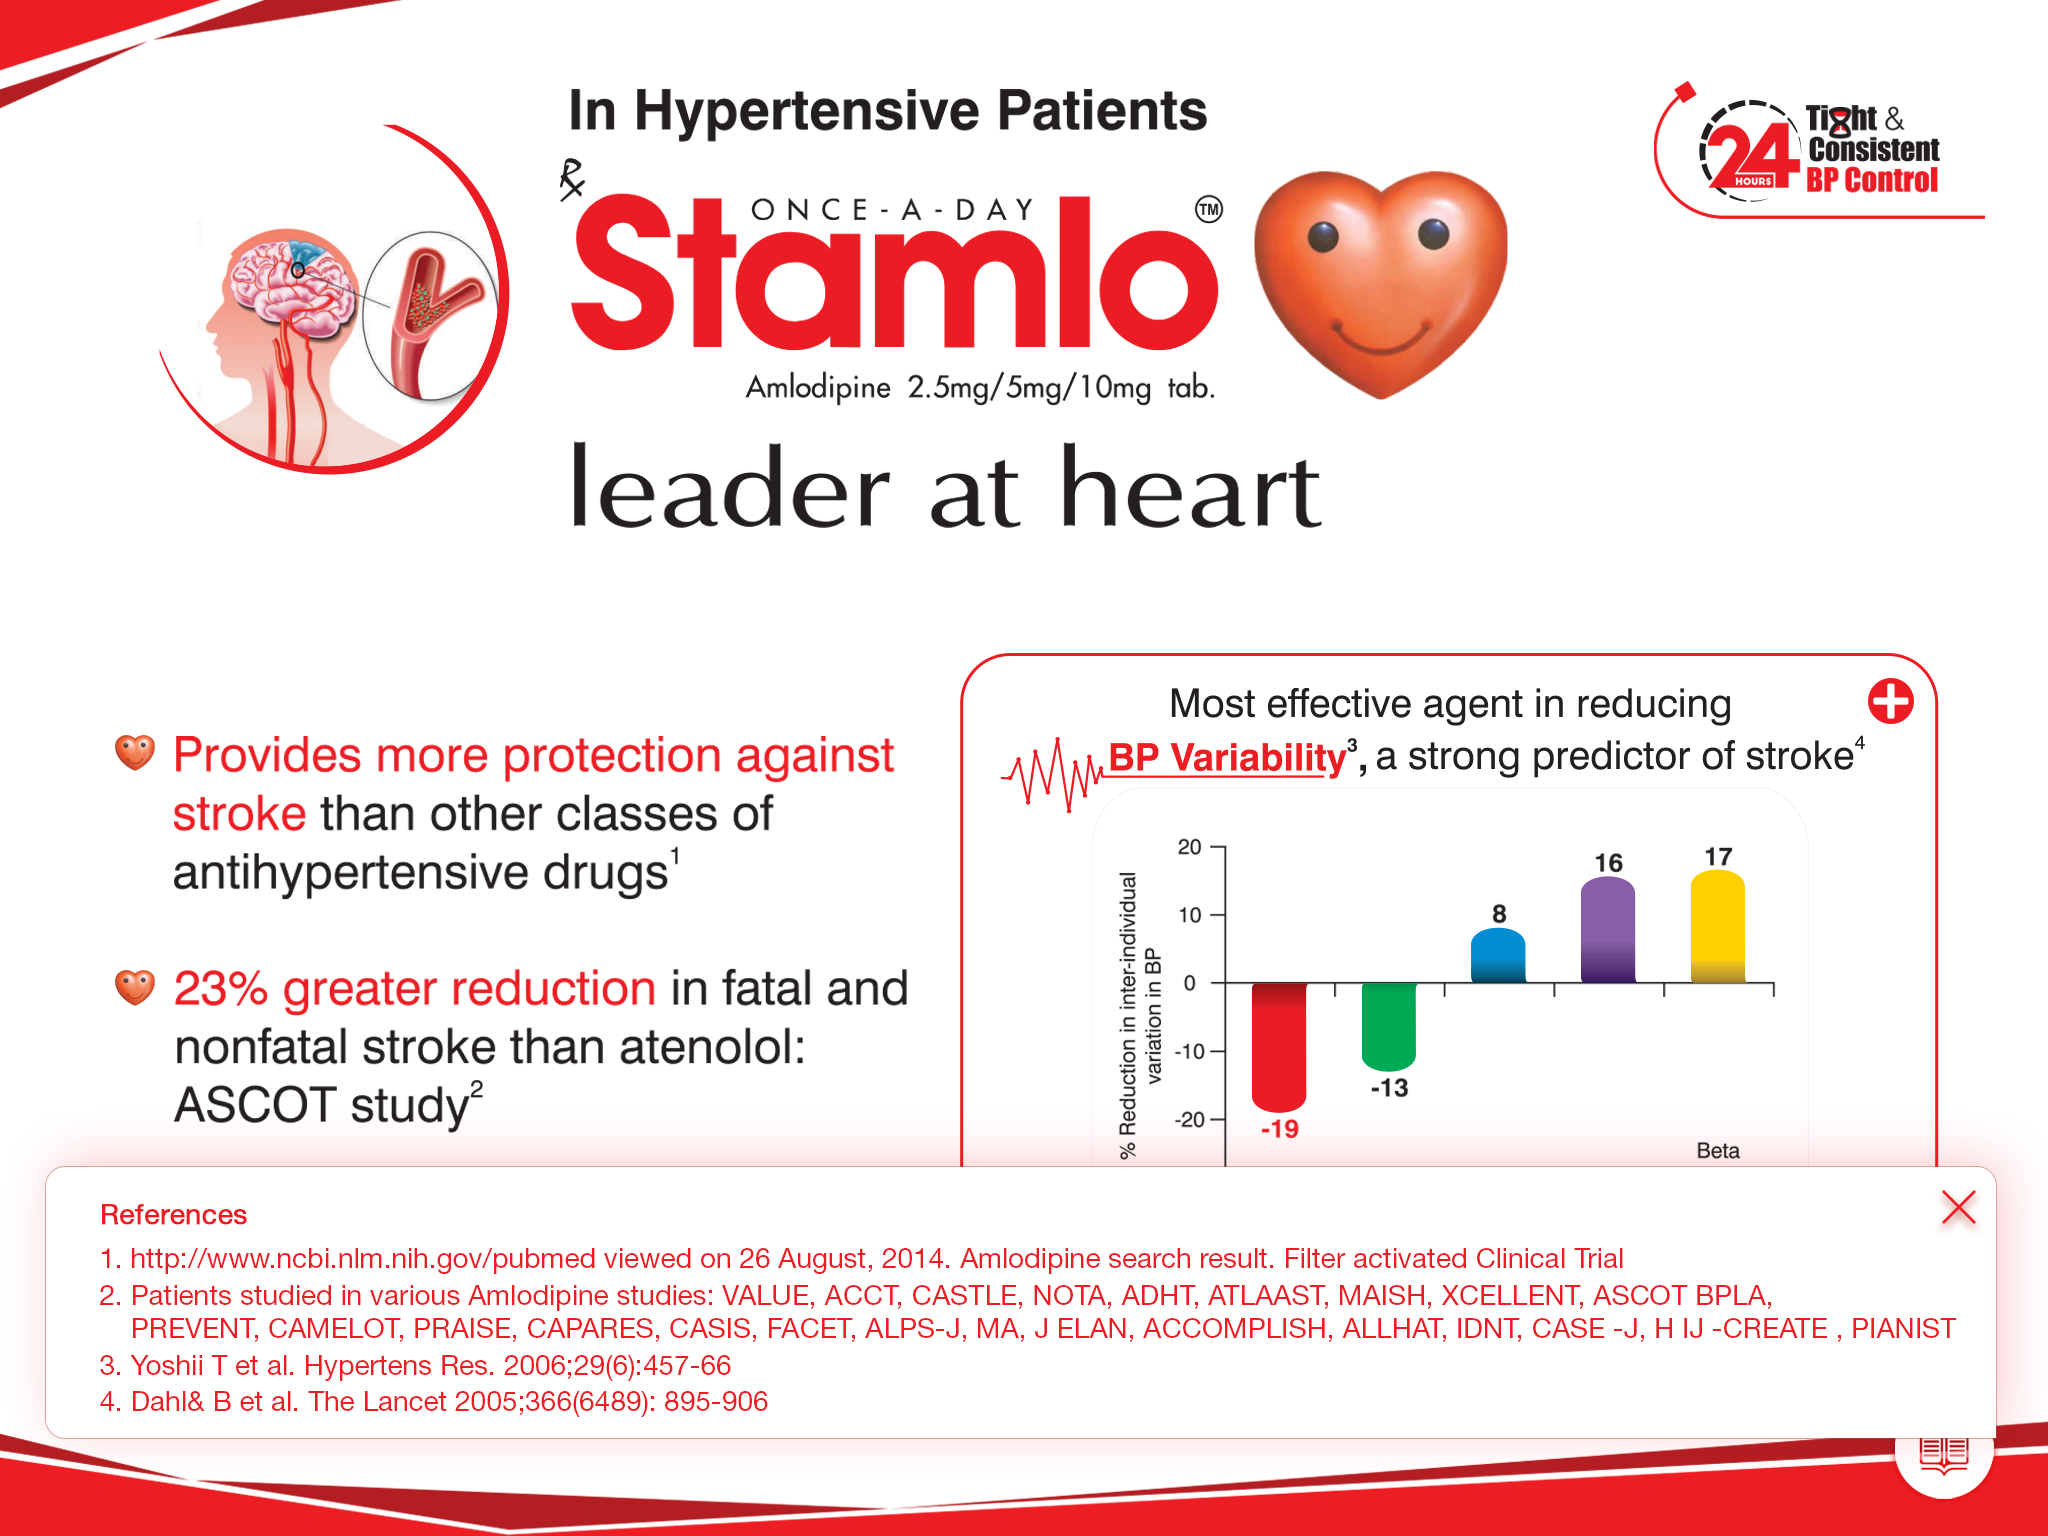 In Hypertensive Patients
24 HOURS
Tight &
Consistent
BP Control
Rx
ONCE-A-DAY
Stamlo TM
Amlodipine 2.5mg/5mg/10mg tab.
leader at heart
Provides more protection against
stroke than other classes of
antihypertensive drugs1
23% greater reduction in fatal and
nonfatal stroke than atenolol:
ASCOT study2
Most effective agent in reducing
BP Variability3, a strong predictor of stroke4
% Reduction in inter-individual
variation in BP
20
10
0
-10
-20
-19
-13
8
16
17
Beta
References
1. http://www.ncbi.nlm.nih.gov/pubmed viewed on 26 August, 2014. Amlodipine search result. Filter activated Clinical Trial
2. Patients studied in various Amlodipine studies: VALUE, ACCT, CASTLE, NOTA, ADHT, ATLAAST, MAISH, XCELLENT, ASCOT BPLA,
PREVENT, CAMELOT, PRAISE, CAPARES, CASIS, FACET, ALPS-J, MA, J ELAN, ACCOMPLISH, ALLHAT, IDNT, CASE -J, H IJ -CREATE , PIANIST
3. Yoshii T et al. Hypertens Res. 2006;29(6):457-66
4. Dahl& B et al. The Lancet 2005;366(6489): 895-906